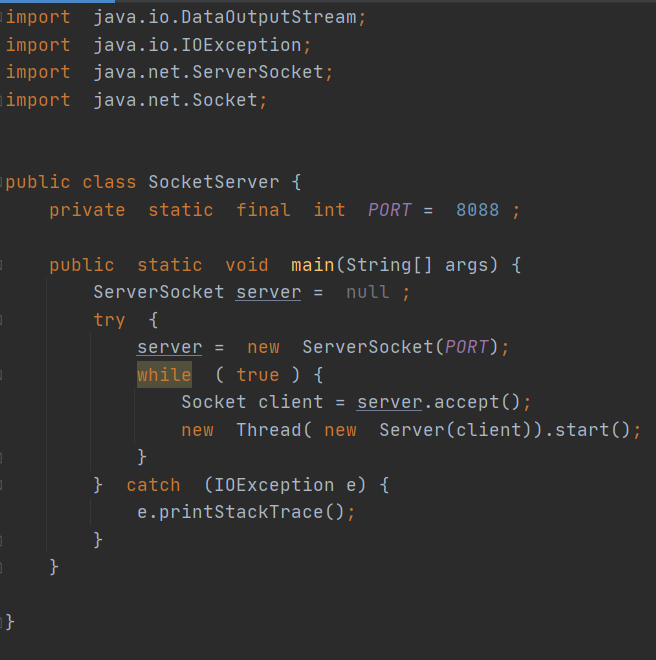 import  java.io.DataOutputStream;
import  java.io.IOException;
import  java.net.ServerSocket;
import  java.net.Socket;
public class SocketServer {
    private  static  final  int  PORT =  8088 ;
    public  static  void  main(String[] args) {
        ServerSocket server =  null ;
        try  {
            server =  new  ServerSocket(PORT);
            while  ( true ) {
                Socket client = server.accept();
                new  Thread( new  Server(client)).start();
            }
        }  catch  (IOException e) {
            e.printStackTrace();
        }
    }
}